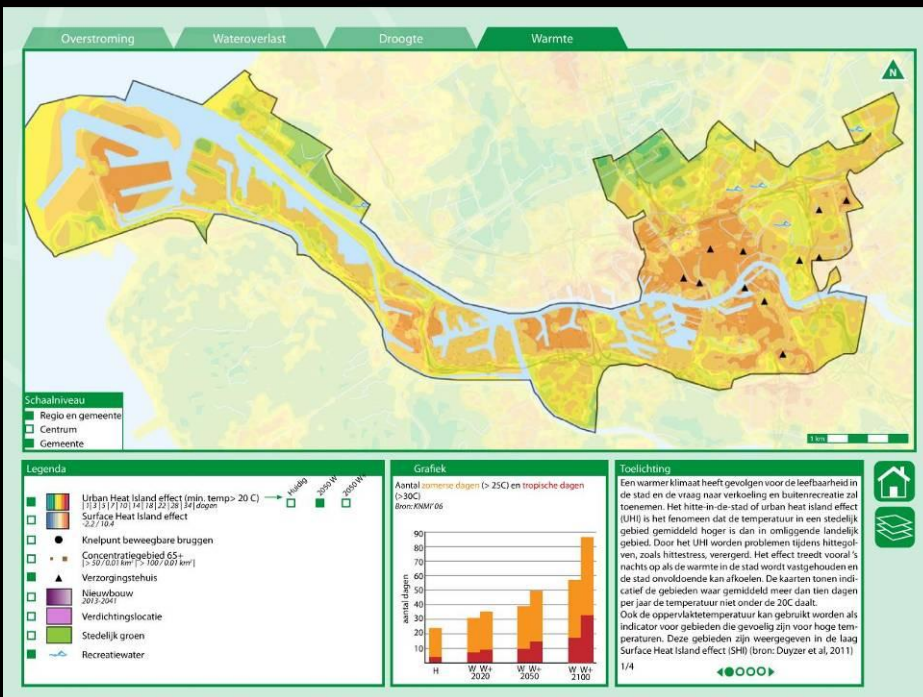 Overstroming
Wateroverlast
Droogte
Warmte
N
Schaalniveau
Regio en gemeente
Centrum
Gemeente
1 km
Legenda
Urban Heat Island effect (min. temp> 20 C)
| 1| 3 | 5 | 7 | 10 | 14 | 18 | 22 | 28 | 34 | dagen
Huidig
2050 W
2050 W+
Surface Heat Island effect
-2.2 / 10.4
Knelpunt beweegbare bruggen
Concentratiegebied 65+
| > 50 / 0.01 km² | > 100 / 0.01 km² |
Verzorgingstehuis
Nieuwbouw
2013-2041
Verdichtingslocatie
Stedelijk groen
Recreatiewater
Grafiek
Aantal zomerse dagen (> 25C) en tropische dagen
(>30C)
Bron: KNMI'06
aantal dagen
90
80
70
60
50
40
30
20
10
H
W W+
2020
W W+
2050
W W+
2100
Toelichting
Een warmer klimaat heeft gevolgen voor de leefbaarheid in
de stad en de vraag naar verkoeling en buitenrecreatie zal
toenemen. Het hitte-in-de-stad of urban heat island effect
(UHI) is het fenomeen dat de temperatuur in een stedelijk
gebied gemiddeld hoger is dan in omliggende landelijk
gebied. Door het UHI worden problemen tijdens hittegol-
ven, zoals hittestress, verergerd. Het effect treedt vooral 's
nachts op als de warmte in de stad wordt vastgehouden en
de stad onvoldoende kan afkoelen. De kaarten tonen indi-
catief de gebieden waar gemiddeld meer dan tien dagen
per jaar de temperatuur niet onder de 20C daalt.
Ook de oppervlaktetemperatuur kan gebruikt worden als
indicator voor gebieden die gevoelig zijn voor hoge tem-
peraturen. Deze gebieden zijn weergegeven in de laag
Surface Heat Island effect (SHI) (bron: Duyzer et al, 2011)
1/4